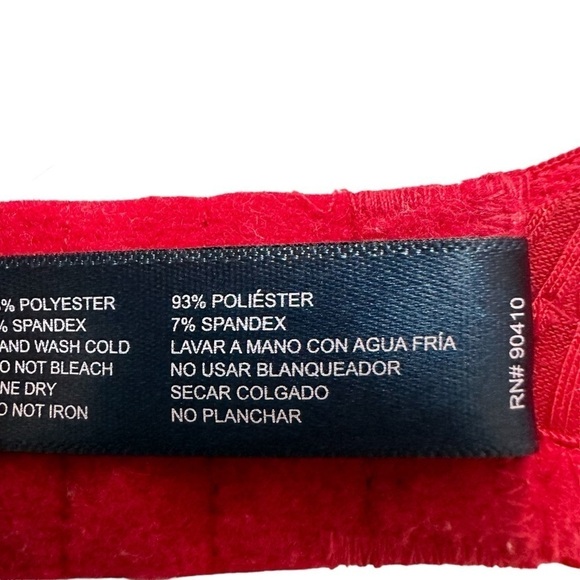 % POLYESTER
% SPANDEX
AND WASH COLD
O NOT BLEACH
NE DRY
O NOT IRON
93% POLIÉSTER
7% SPANDEX
LAVAR A MANO CON AGUA FRÍA
NO USAR BLANQUEADOR
SECAR COLGADO
NO PLANCHAR
RN# 90410